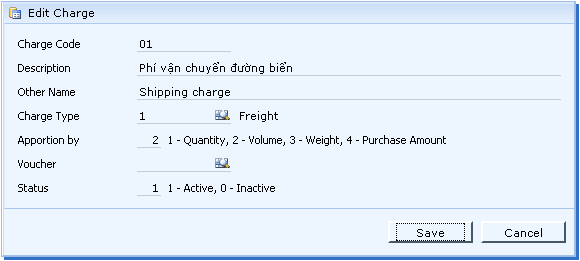 Edit Charge
Charge Code 01
Description Phí vận chuyển đường biển
Other Name Shipping charge
Charge Type 1 Freight
Apportion by 2 1 - Quantity, 2 - Volume, 3 - Weight, 4 - Purchase Amount
Voucher
Status 1 1 - Active, 0 - Inactive
Save Cancel